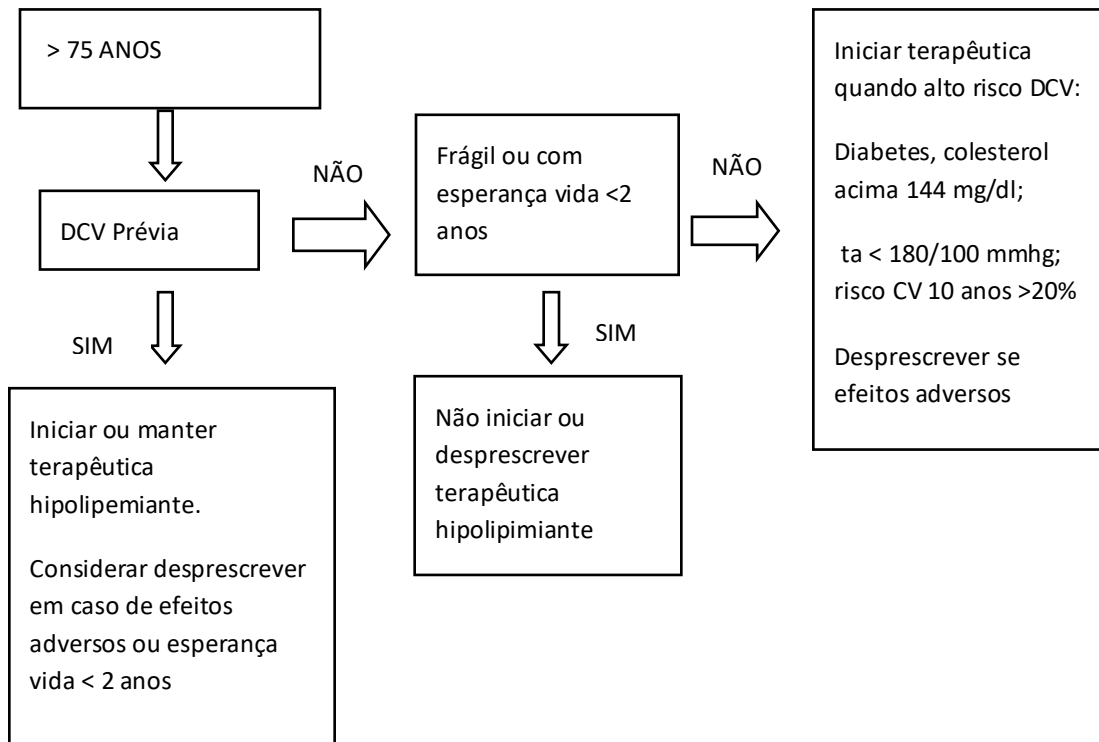 > 75 ANOS
DCV Prévia
NÃO
SIM
Iniciar ou manter
terapêutica
hipolipemiante.
Considerar desprescrever
em caso de efeitos
adversos ou esperança
vida < 2 anos
Frágil ou com
esperança vida <2
anos
NÃO
SIM
Não iniciar ou
desprescrever
terapêutica
hipolipimiante
Iniciar terapêutica
quando alto risco DCV:
Diabetes, colesterol
acima 144 mg/dl;
ta < 180/100 mmhg;
risco CV 10 anos >20%
Desprescrever se
efeitos adversos